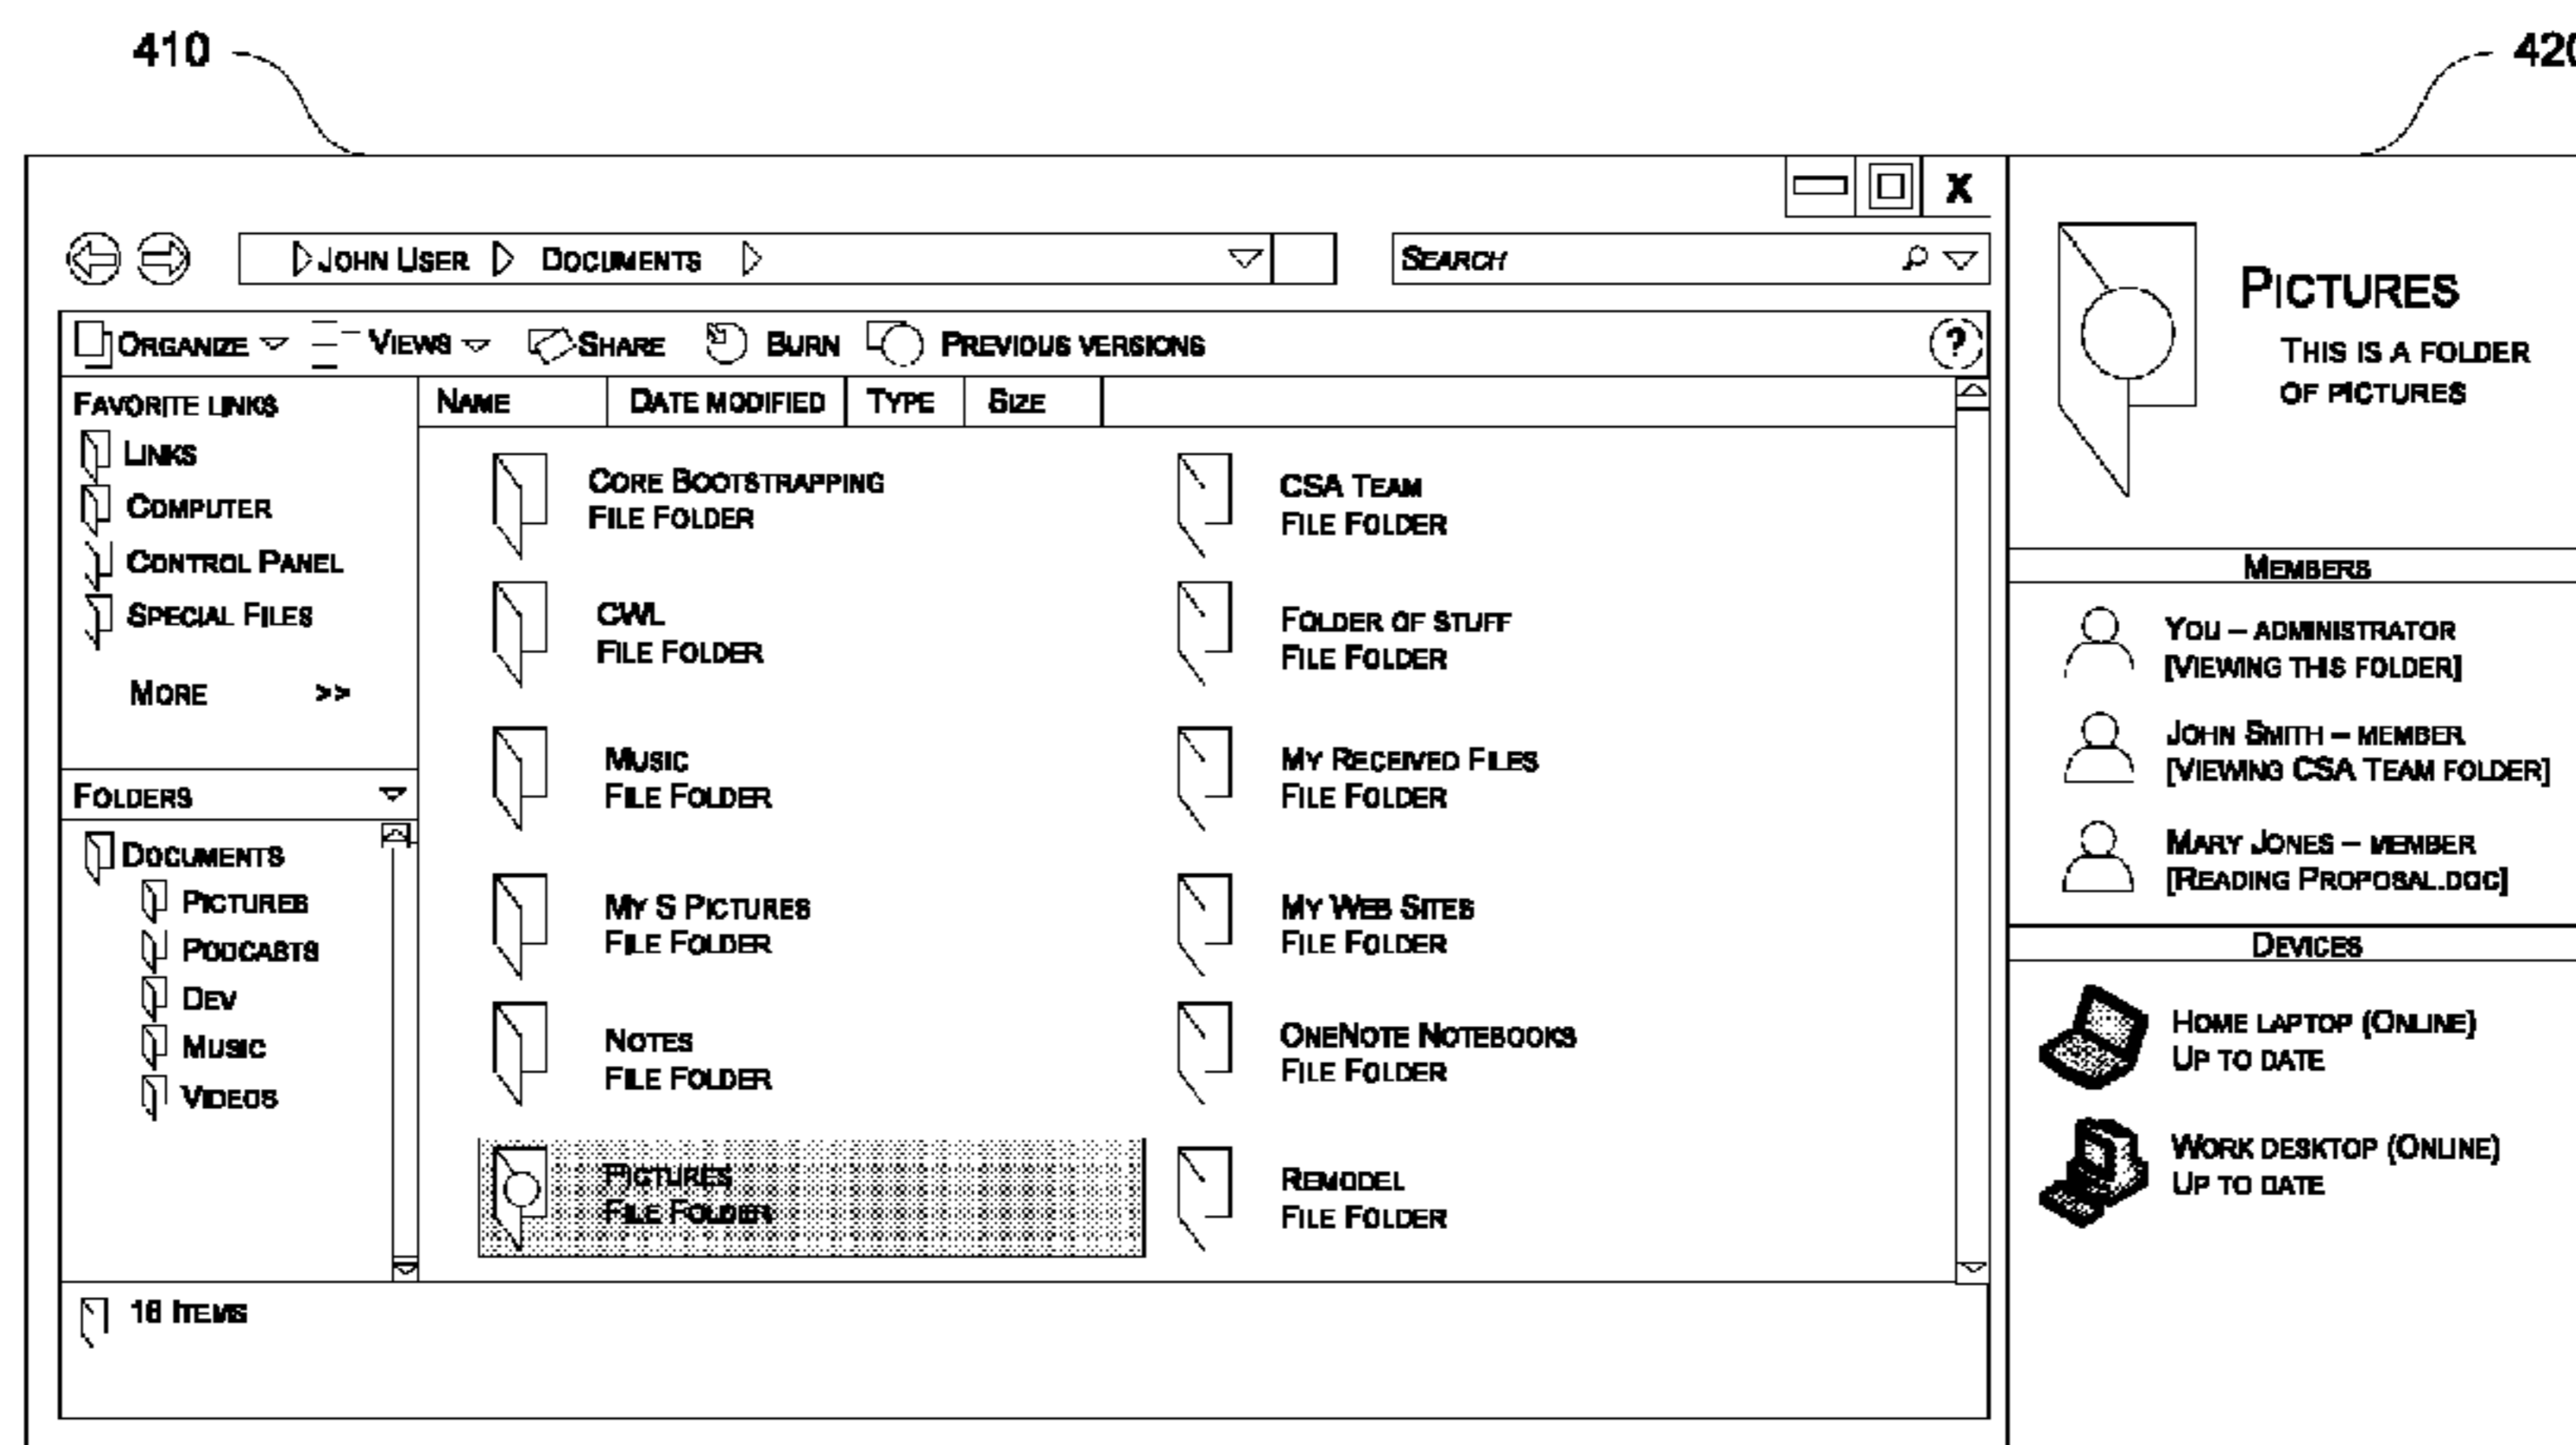 410
420
X
JOHN USER DOCUMENTS
SEARCH
ORGANIZE VIEWS SHARE BURN PREVIOUS VERSIONS ?
FAVORITE LINKS
LINKS
COMPUTER
CONTROL PANEL
SPECIAL FILES
MORE >>
FOLDERS
DOCUMENTS
PICTURES
PODCASTS
DEV
MUSIC
VIDEOS
NAME DATE MODIFIED TYPE SIZE
CORE BOOTSTRAPPING
FILE FOLDER
CSA TEAM
FILE FOLDER
CWL
FILE FOLDER
FOLDER OF STUFF
FILE FOLDER
MUSIC
FILE FOLDER
MY RECEIVED FILES
FILE FOLDER
MY S PICTURES
FILE FOLDER
MY WEB SITES
FILE FOLDER
NOTES
FILE FOLDER
ONENOTE NOTEBOOKS
FILE FOLDER
PICTURES
FILE FOLDER
REMODEL
FILE FOLDER
16 ITEMS
PICTURES
THIS IS A FOLDER
OF PICTURES
MEMBERS
YOU – ADMINISTRATOR
[VIEWING THIS FOLDER]
JOHN SMITH – MEMBER
[VIEWING CSA TEAM FOLDER]
MARY JONES – MEMBER
[READING PROPOSAL.DOC]
DEVICES
HOME LAPTOP (ONLINE)
UP TO DATE
WORK DESKTOP (ONLINE)
UP TO DATE